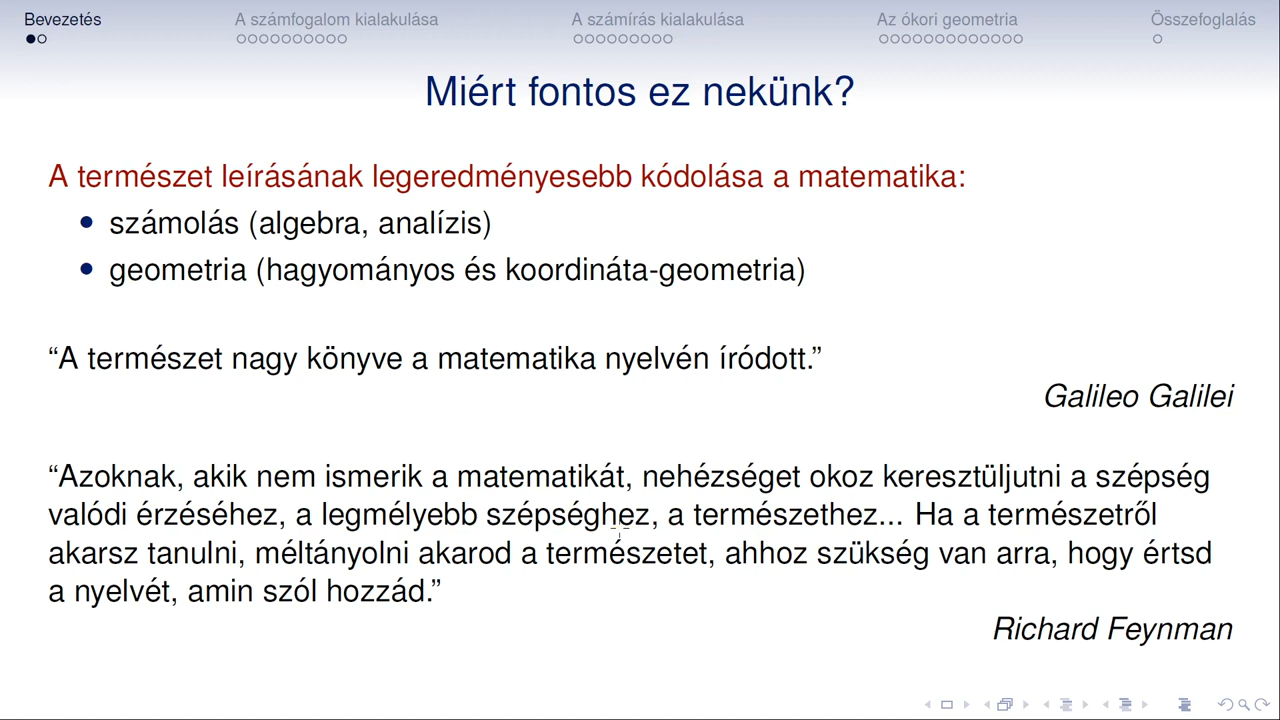 Bevezetés
A számfogalom kialakulása
A számírás kialakulása
Az ókori geometria
Összefoglalás
Miért fontos ez nekünk?
A természet leírásának legeredményesebb kódolása a matematika:
számolás (algebra, analízis)
geometria (hagyományos és koordináta-geometria)
“A természet nagy könyve a matematika nyelvén íródott.”
Galileo Galilei
“Azoknak, akik nem ismerik a matematikát, nehézséget okoz keresztüljutni a szépség
valódi érzéséhez, a legmélyebb szépséghez, a természethez... Ha a természetről
akarsz tanulni, méltányolni akarod a természetet, ahhoz szükség van arra, hogy értsd
a nyelvét, amin szól hozzád.”
Richard Feynman